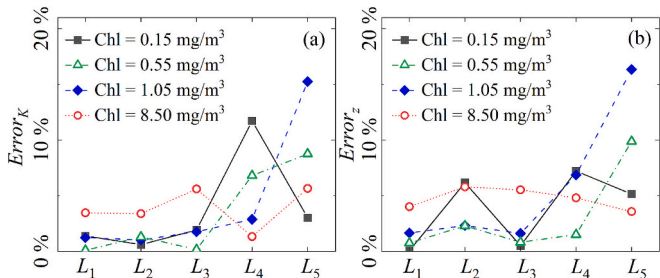 20 %
10 %
0 %
Error_K
Chl = 0.15 mg/m³
(a)
Chl = 0.55 mg/m³
Chl = 1.05 mg/m³
Chl = 8.50 mg/m³
L₁ L₂ L₃ L₄ L₅
20 %
10 %
0 %
Error_z
Chl = 0.15 mg/m³
(b)
Chl = 0.55 mg/m³
Chl = 1.05 mg/m³
Chl = 8.50 mg/m³
L₁ L₂ L₃ L₄ L₅